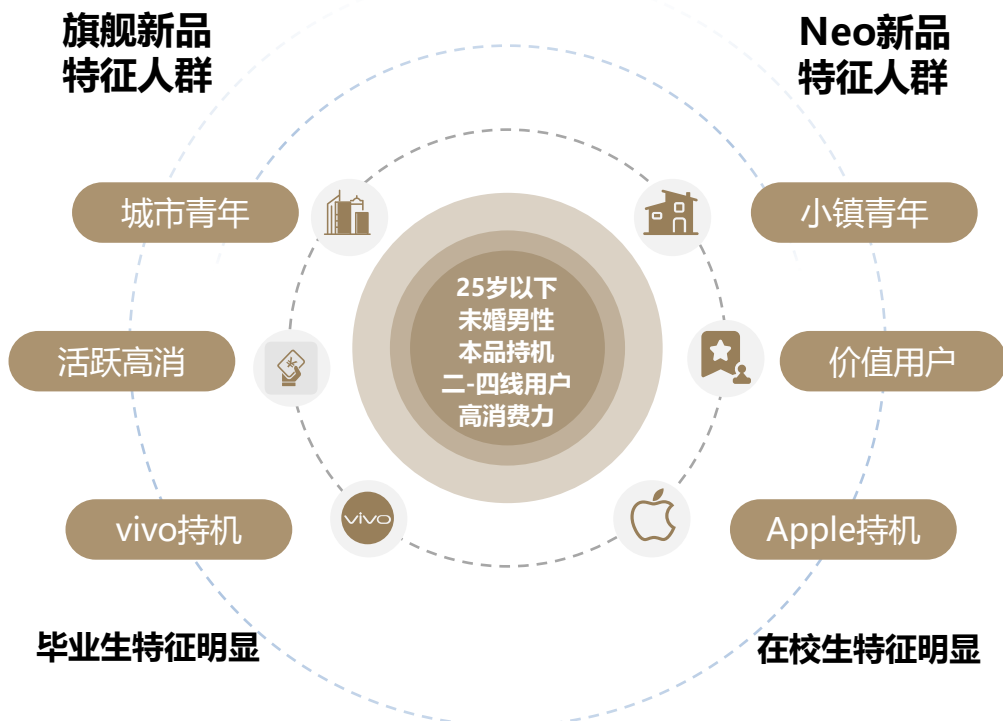 旗舰新品
特征人群
Neo新品
特征人群
城市青年
小镇青年
25岁以下
未婚男性
本品持机
二-四线用户
高消费力
活跃高消
价值用户
vivo持机
vivo
Apple持机
毕业生特征明显
在校生特征明显